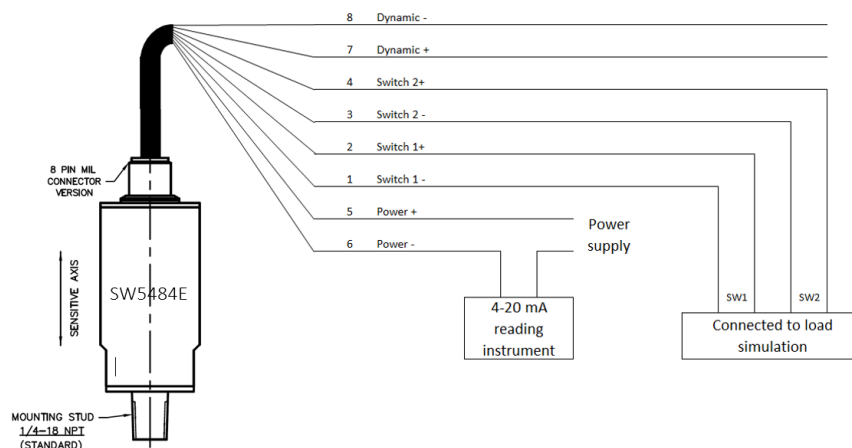 8 Dynamic -
7 Dynamic +
4 Switch 2+
3 Switch 2 -
2 Switch 1+
1 Switch 1 -
5 Power +
6 Power -
Power
supply
8 PIN MIL
CONNECTOR
VERSION
SENSITIVE AXIS
SW5484E
SW1
SW2
4-20 mA
reading
instrument
Connected to load
simulation
MOUNTING STUD
1/4-18 NPT
(STANDARD)